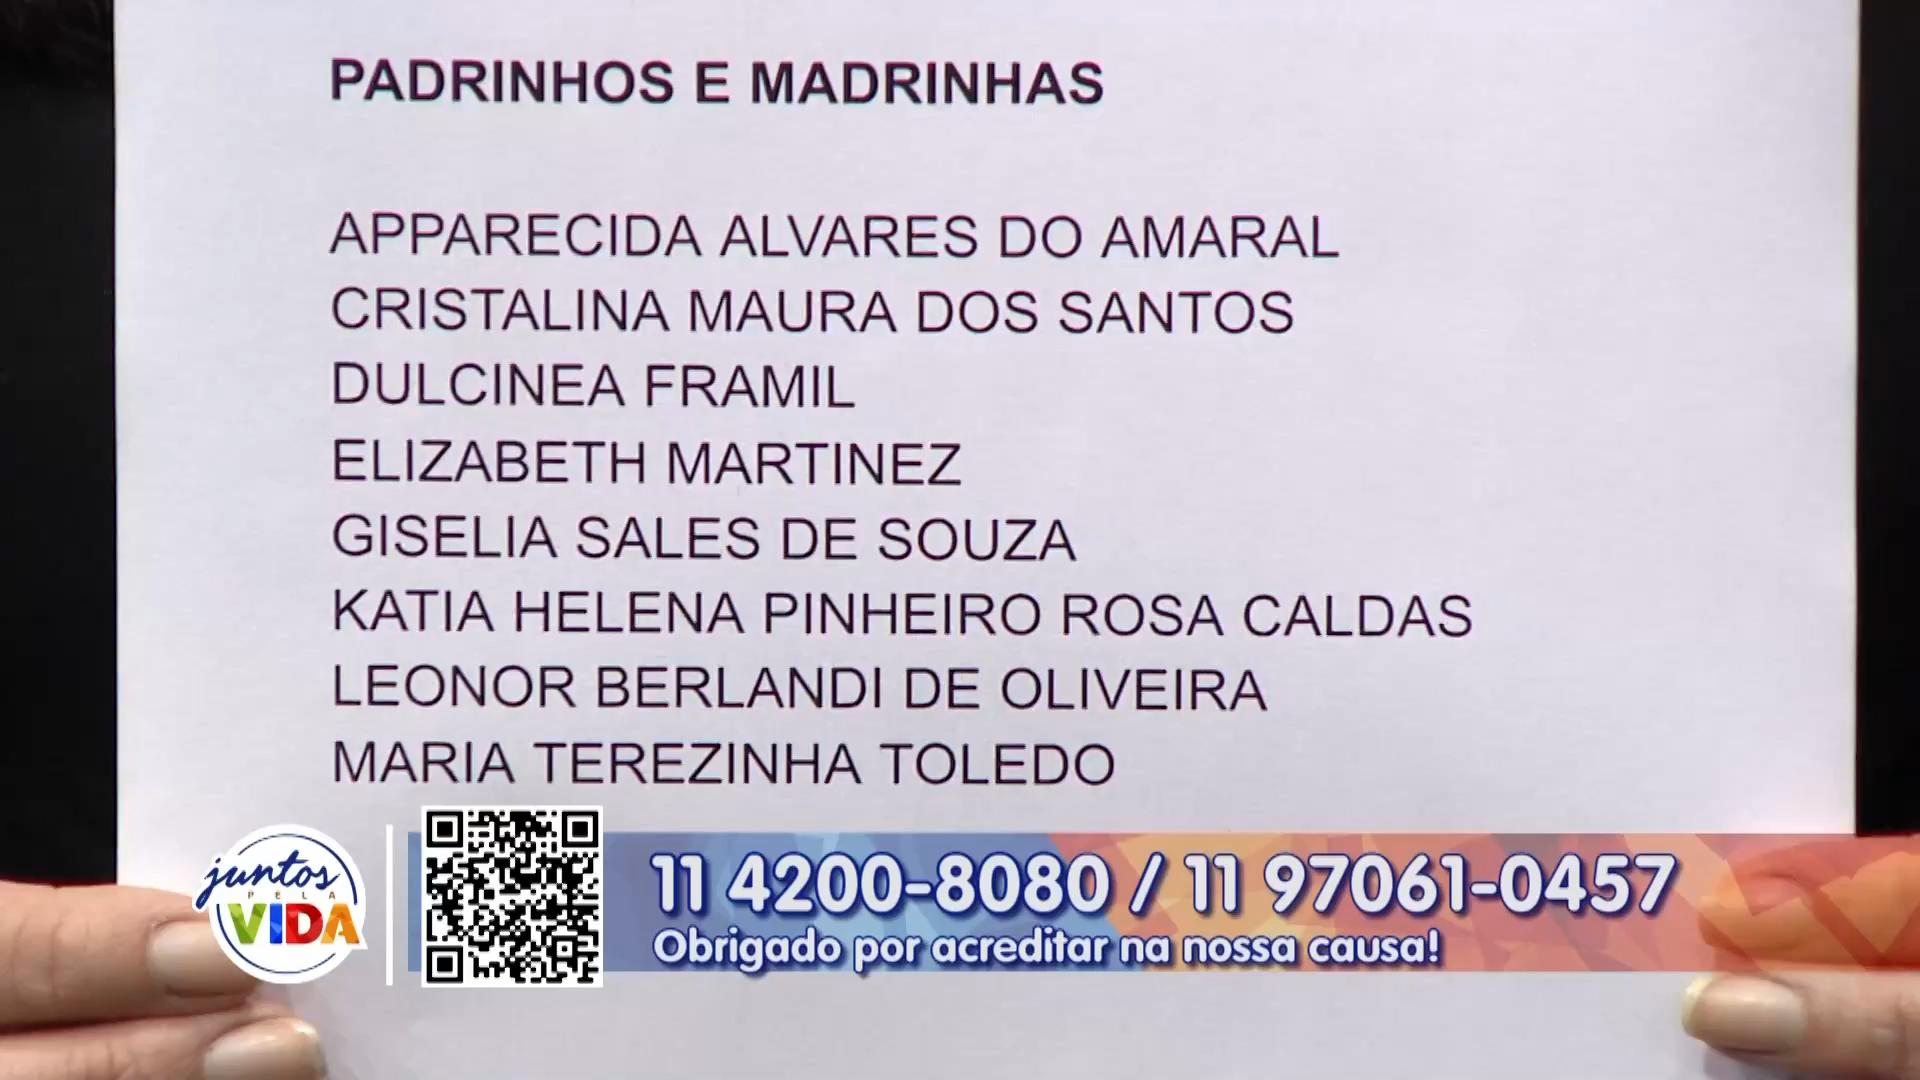 PADRINHOS E MADRINHAS
APPARECIDA ALVARES DO AMARAL
CRISTALINA MAURA DOS SANTOS
DULCINEA FRAMIL
ELIZABETH MARTINEZ
GISELIA SALES DE SOUZA
KATIA HELENA PINHEIRO ROSA CALDAS
LEONOR BERLANDI DE OLIVEIRA
MARIA TEREZINHA TOLEDO
juntos
PELA
VIDA
11 4200-8080 / 11 97061-0457
Obrigado por acreditar na nossa causa!